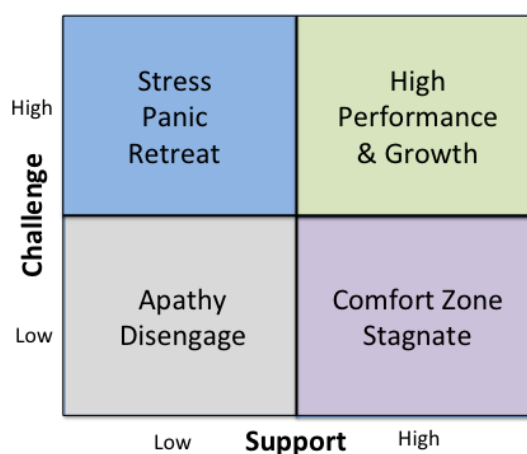 Stress
Panic
Retreat
High
Performance
& Growth
High
Challenge
Apathy
Disengage
Comfort Zone
Stagnate
Low
Low
Support
High